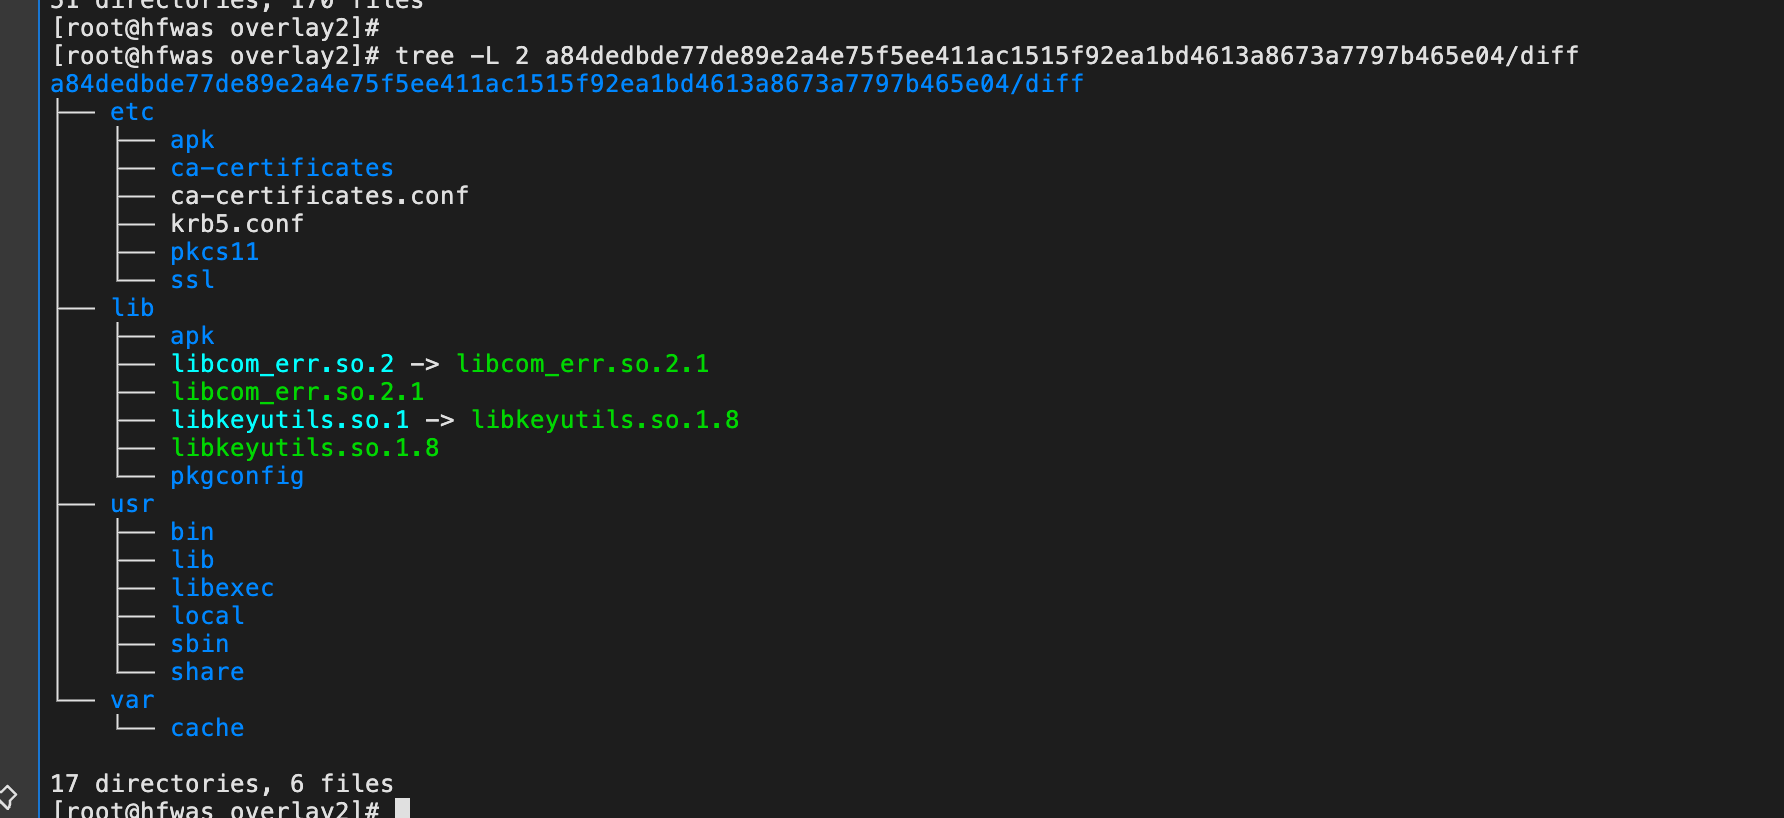 51 directories, 170 files
[root@hfwas overlay2]#
[root@hfwas overlay2]# tree -L 2 a84dedbde77de89e2a4e75f5ee411ac1515f92ea1bd4613a8673a7797b465e04/diff
a84dedbde77de89e2a4e75f5ee411ac1515f92ea1bd4613a8673a7797b465e04/diff
├── etc
│   ├── apk
│   ├── ca-certificates
│   ├── ca-certificates.conf
│   ├── krb5.conf
│   ├── pkcs11
│   └── ssl
├── lib
│   ├── apk
│   ├── libcom_err.so.2 -> libcom_err.so.2.1
│   ├── libcom_err.so.2.1
│   ├── libkeyutils.so.1 -> libkeyutils.so.1.8
│   ├── libkeyutils.so.1.8
│   └── pkgconfig
├── usr
│   ├── bin
│   ├── lib
│   ├── libexec
│   ├── local
│   ├── sbin
│   └── share
└── var
    └── cache
17 directories, 6 files
[root@hfwas overlay2]#